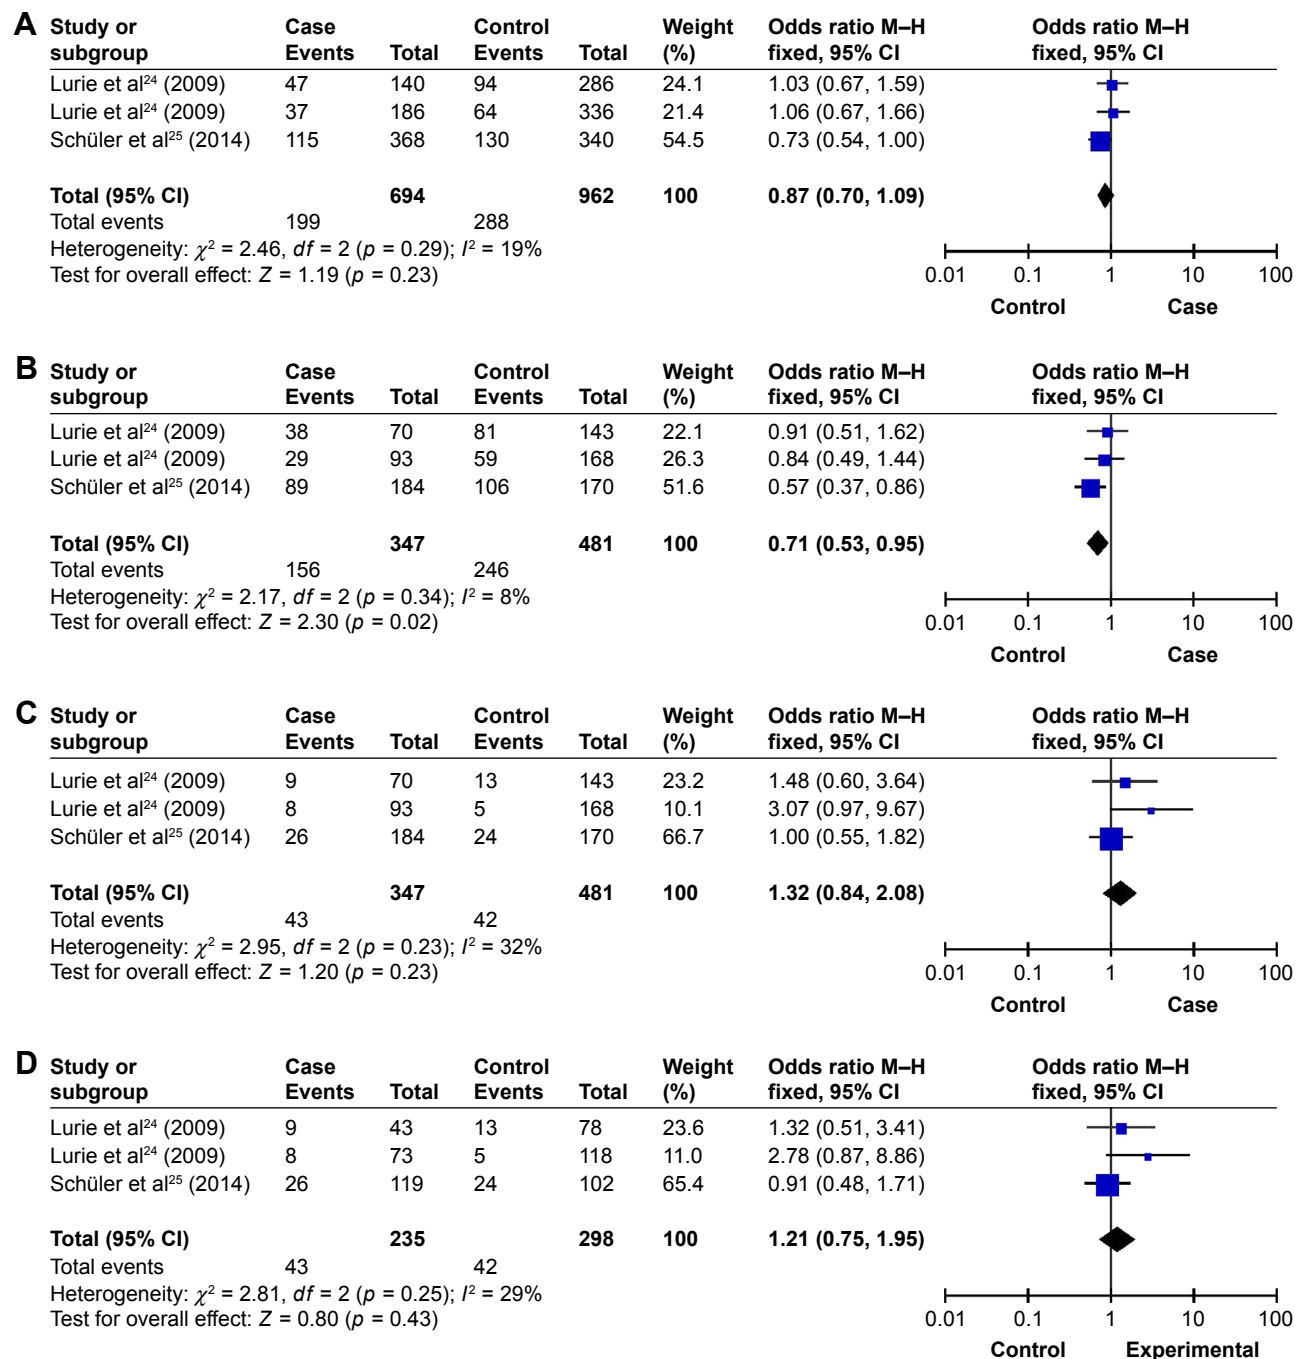 A Study or subgroup Case Events Total Control Events Total Weight (%) Odds ratio M–H fixed, 95% CI Odds ratio M–H fixed, 95% CI
Lurie et al24 (2009) 47 140 94 286 24.1 1.03 (0.67, 1.59)
Lurie et al24 (2009) 37 186 64 336 21.4 1.06 (0.67, 1.66)
Schüler et al25 (2014) 115 368 130 340 54.5 0.73 (0.54, 1.00)
Total (95% CI) 694 962 100 0.87 (0.70, 1.09)
Total events 199 288
Heterogeneity: χ2 = 2.46, df = 2 (p = 0.29); I2 = 19%
Test for overall effect: Z = 1.19 (p = 0.23)
0.01 0.1 1 10 100
Control Case
B Study or subgroup Case Events Total Control Events Total Weight (%) Odds ratio M–H fixed, 95% CI Odds ratio M–H fixed, 95% CI
Lurie et al24 (2009) 38 70 81 143 22.1 0.91 (0.51, 1.62)
Lurie et al24 (2009) 29 93 59 168 26.3 0.84 (0.49, 1.44)
Schüler et al25 (2014) 89 184 106 170 51.6 0.57 (0.37, 0.86)
Total (95% CI) 347 481 100 0.71 (0.53, 0.95)
Total events 156 246
Heterogeneity: χ2 = 2.17, df = 2 (p = 0.34); I2 = 8%
Test for overall effect: Z = 2.30 (p = 0.02)
0.01 0.1 1 10 100
Control Case
C Study or subgroup Case Events Total Control Events Total Weight (%) Odds ratio M–H fixed, 95% CI Odds ratio M–H fixed, 95% CI
Lurie et al24 (2009) 9 70 13 143 23.2 1.48 (0.60, 3.64)
Lurie et al24 (2009) 8 93 5 168 10.1 3.07 (0.97, 9.67)
Schüler et al25 (2014) 26 184 24 170 66.7 1.00 (0.55, 1.82)
Total (95% CI) 347 481 100 1.32 (0.84, 2.08)
Total events 43 42
Heterogeneity: χ2 = 2.95, df = 2 (p = 0.23); I2 = 32%
Test for overall effect: Z = 1.20 (p = 0.23)
0.01 0.1 1 10 100
Control Case
D Study or subgroup Case Events Total Control Events Total Weight (%) Odds ratio M–H fixed, 95% CI Odds ratio M–H fixed, 95% CI
Lurie et al24 (2009) 9 43 13 78 23.6 1.32 (0.51, 3.41)
Lurie et al24 (2009) 8 73 5 118 11.0 2.78 (0.87, 8.86)
Schüler et al25 (2014) 26 119 24 102 65.4 0.91 (0.48, 1.71)
Total (95% CI) 235 298 100 1.21 (0.75, 1.95)
Total events 43 42
Heterogeneity: χ2 = 2.81, df = 2 (p = 0.25); I2 = 29%
Test for overall effect: Z = 0.80 (p = 0.43)
0.01 0.1 1 10 100
Control Experimental